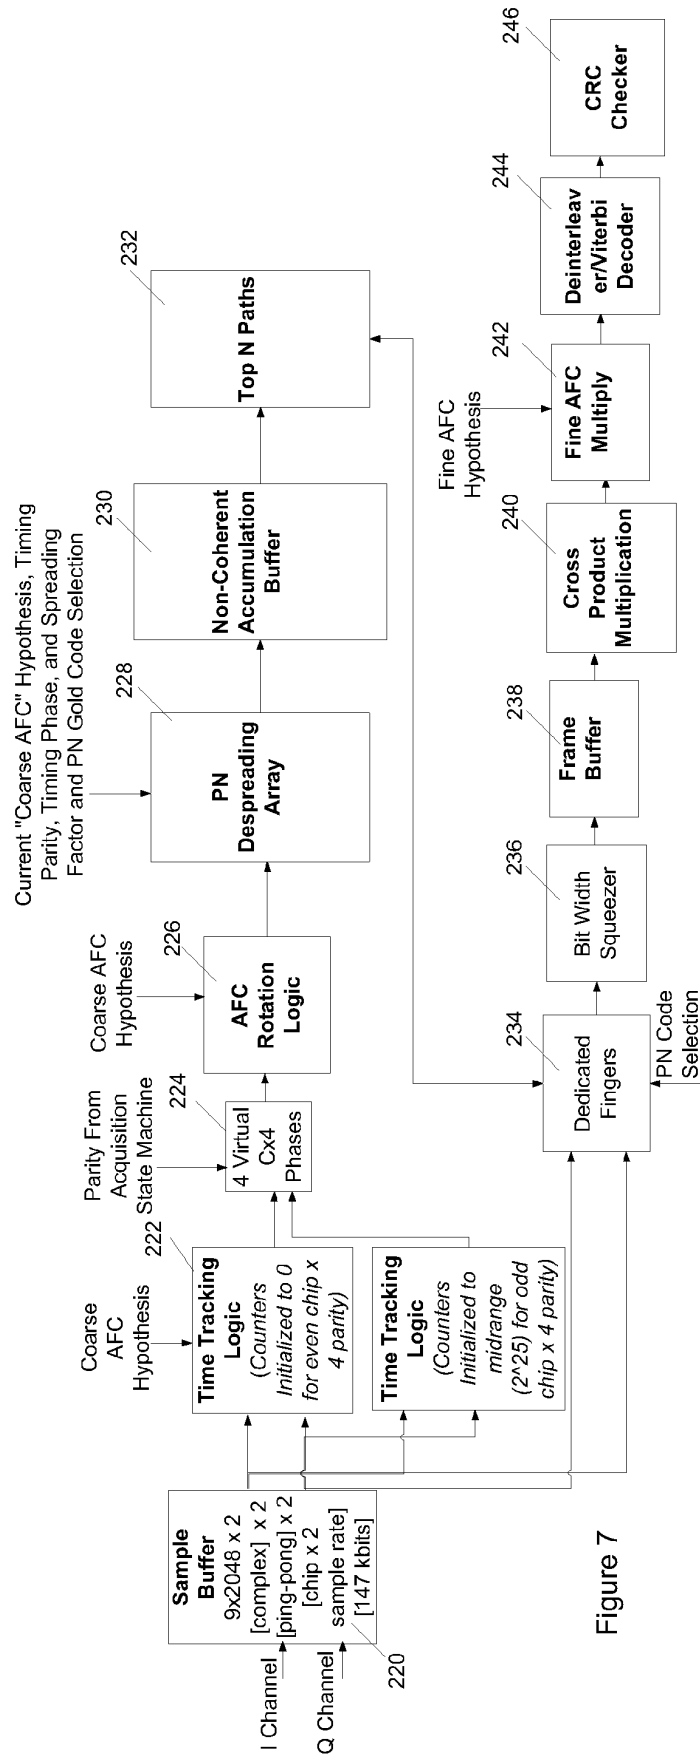 I Channel
Q Channel
Sample
Buffer
9x2048 x 2
[complex] x 2
[ping-pong] x 2
[chip x 2
sample rate]
[147 kbits]
220
Coarse
AFC
Hypothesis
222
Time Tracking
Logic
(Counters
Initialized to 0
for even chip x
4 parity)
Time Tracking
Logic
(Counters
Initialized to
midrange
(2^25) for odd
chip x 4 parity)
Parity From
Acquisition
State Machine
224
4 Virtual
Cx4
Phases
Coarse AFC
Hypothesis
226
AFC
Rotation
Logic
Current "Coarse AFC" Hypothesis, Timing
Parity, Timing Phase, and Spreading
Factor and PN Gold Code Selection
228
PN
Despreading
Array
230
Non-Coherent
Accumulation
Buffer
232
Top N Paths
234
Dedicated
Fingers
PN Code
Selection
236
Bit Width
Squeezer
238
Frame
Buffer
240
Cross
Product
Multiplication
Fine AFC
Hypothesis
242
Fine AFC
Multiply
244
Deinterleav
er/Viterbi
Decoder
246
CRC
Checker
Figure 7